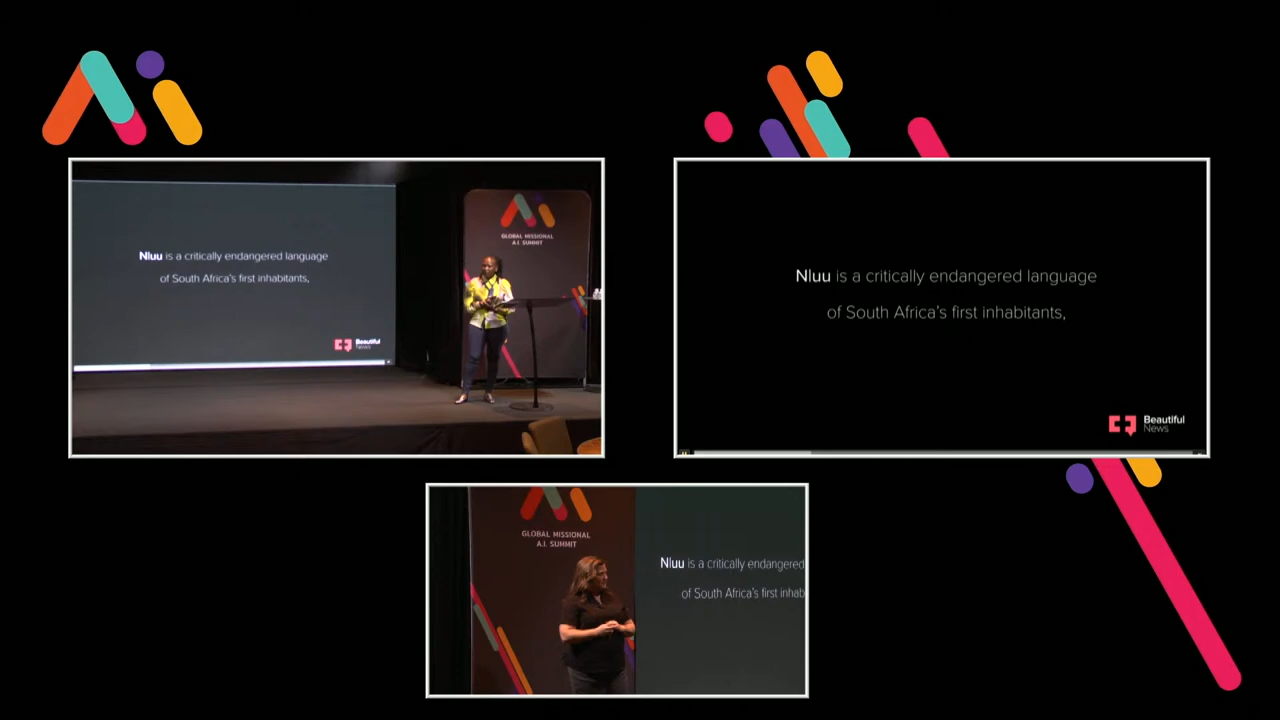 Nluu is a critically endangered language
of South Africa's first inhabitants,
Beautiful
News
GLOBAL MISSIONAL
A.I. SUMMIT
Nluu is a critically endangered language
of South Africa's first inhabitants,
Beautiful
News
GLOBAL MISSIONAL
A.I. SUMMIT
Nluu is a critically endangered
of South Africa's first inhab